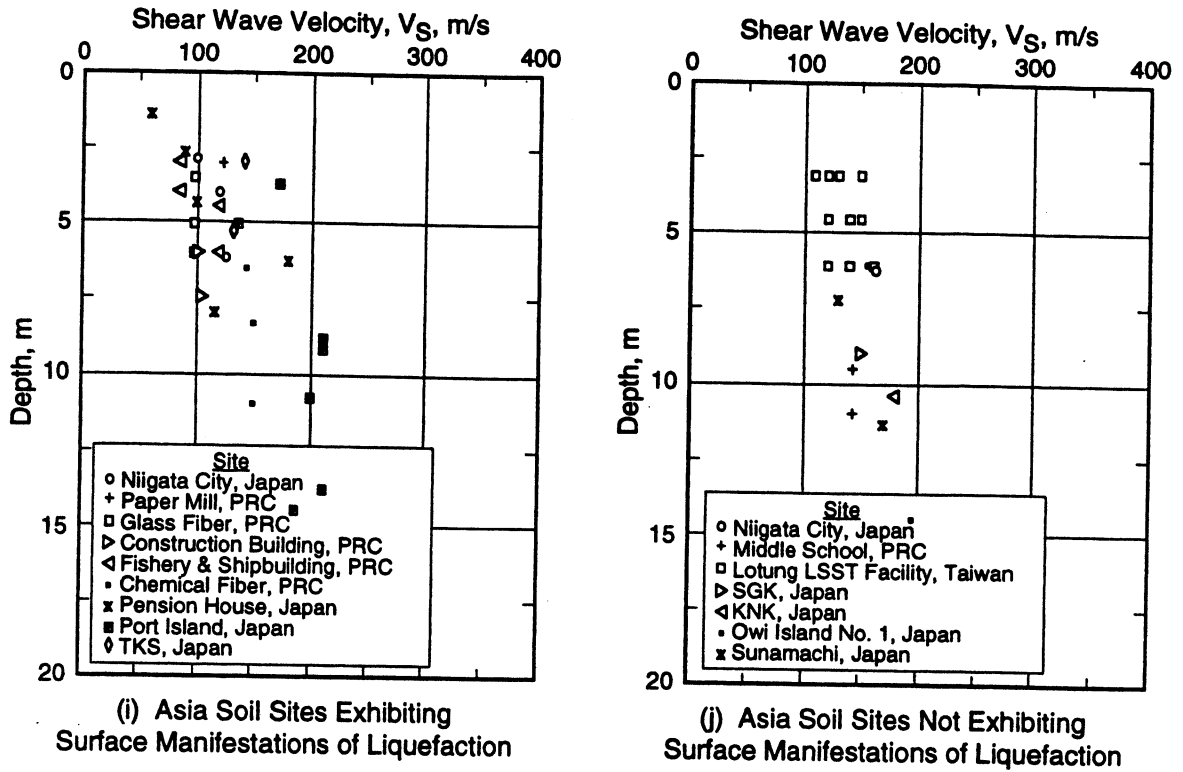 Shear Wave Velocity, VS, m/s
0 100 200 300 400
0
5
10
15
20
Depth, m
Site
Niigata City, Japan
Paper Mill, PRC
Glass Fiber, PRC
Construction Building, PRC
Fishery & Shipbuilding, PRC
Chemical Fiber, PRC
Pension House, Japan
Port Island, Japan
TKS, Japan
(i) Asia Soil Sites Exhibiting
Surface Manifestations of Liquefaction
Shear Wave Velocity, VS, m/s
0 100 200 300 400
0
5
10
15
20
Depth, m
Site
Niigata City, Japan
Middle School, PRC
Lotung LSST Facility, Taiwan
SGK, Japan
KNK, Japan
Owi Island No. 1, Japan
Sunamachi, Japan
(j) Asia Soil Sites Not Exhibiting
Surface Manifestations of Liquefaction